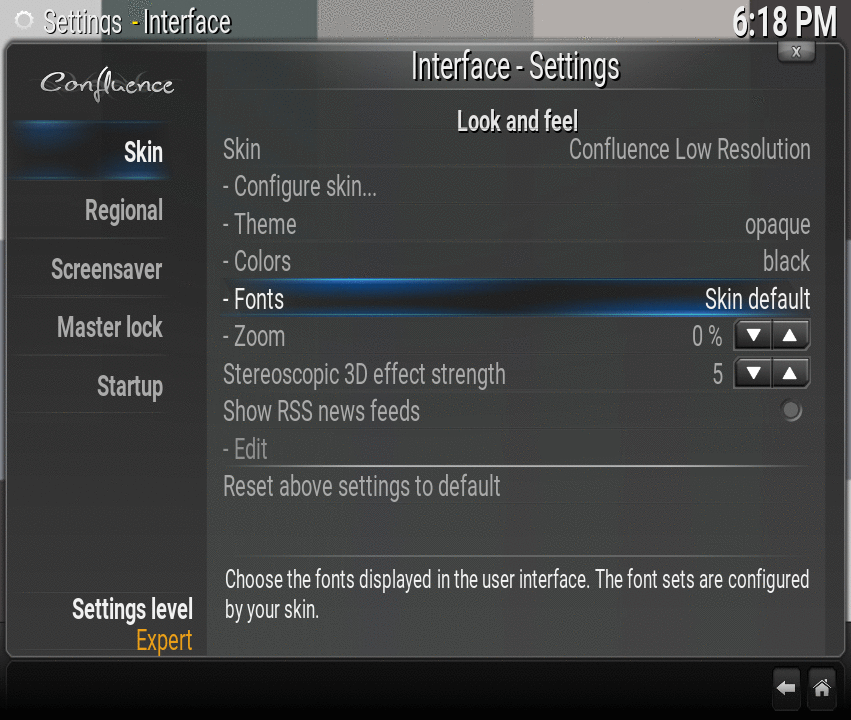 Settings - Interface
6:18 PM
x
Confluence
Interface - Settings
Look and feel
Skin
Regional
Screensaver
Master lock
Startup
Skin Confluence Low Resolution
- Configure skin...
- Theme opaque
- Colors black
- Fonts Skin default
- Zoom 0 %
Stereoscopic 3D effect strength 5
Show RSS news feeds
- Edit
Reset above settings to default
Choose the fonts displayed in the user interface. The font sets are configured
by your skin.
Settings level
Expert